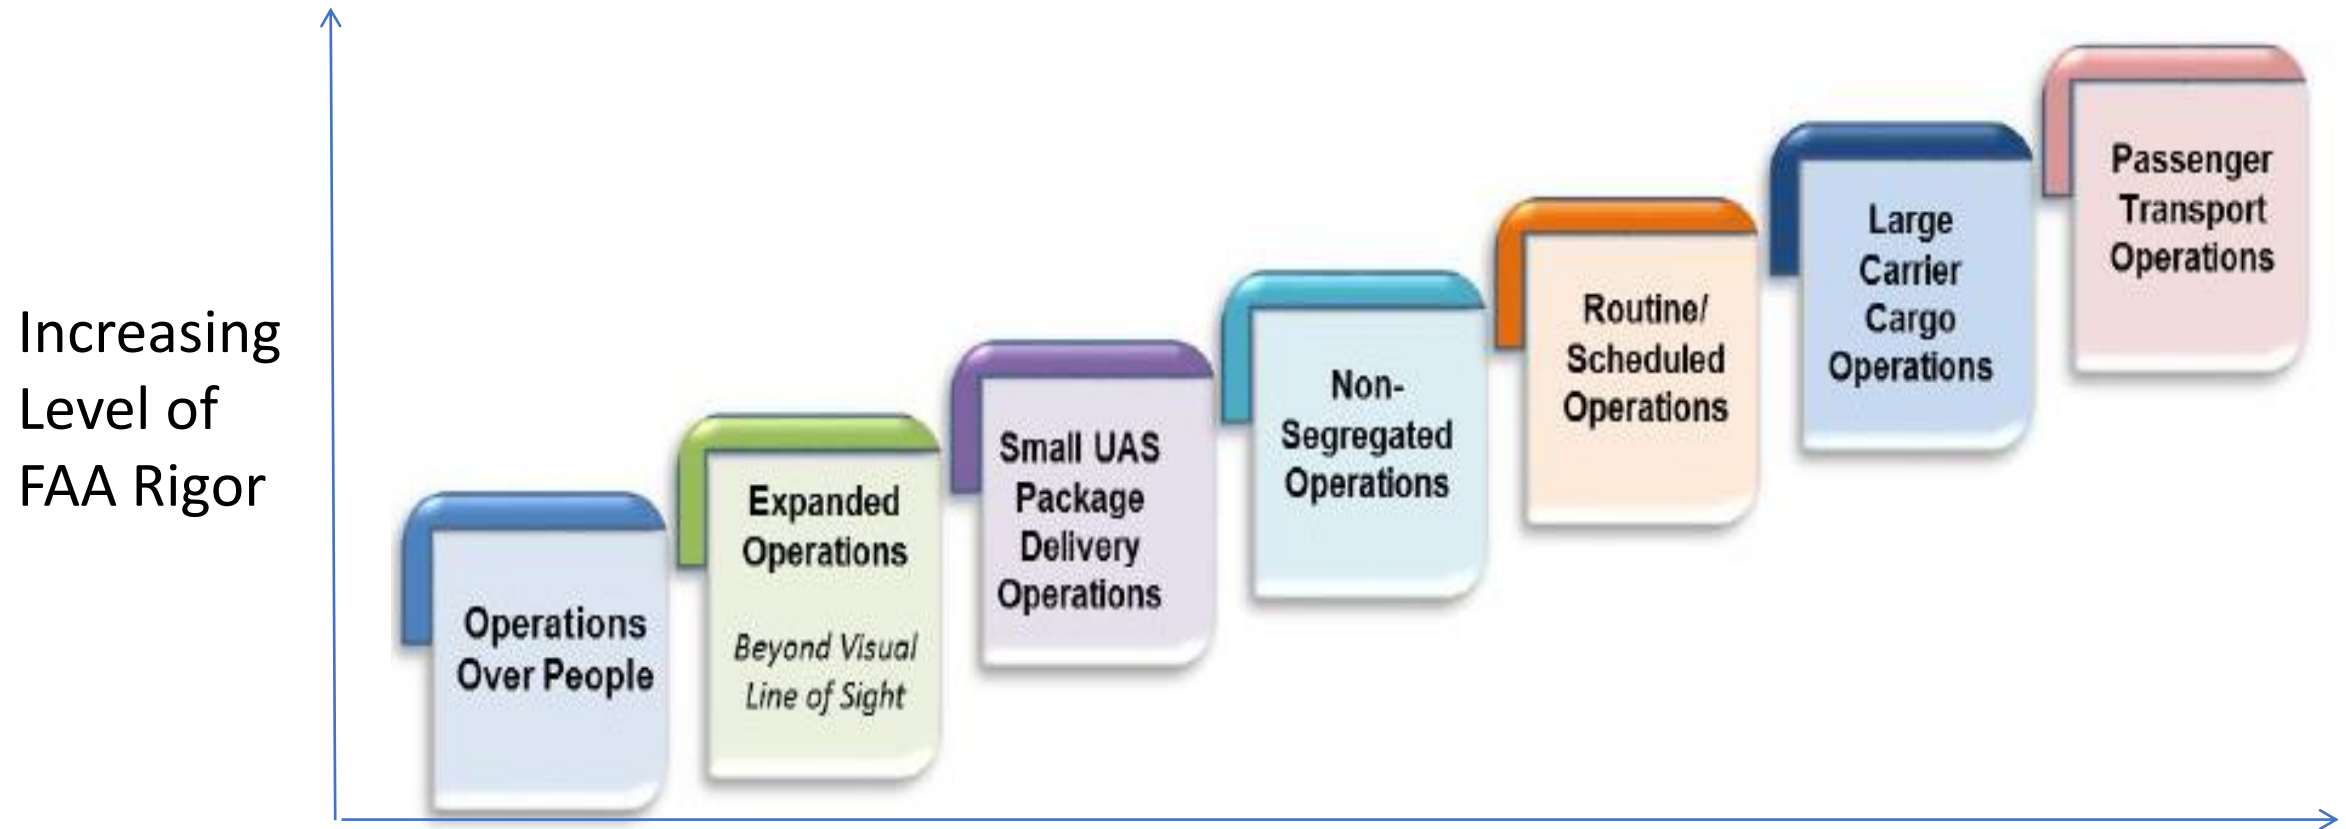 Increasing
Level of
FAA Rigor
Operations
Over People
Expanded
Operations
Beyond Visual
Line of Sight
Small UAS
Package
Delivery
Operations
Non-
Segregated
Operations
Routine/
Scheduled
Operations
Large
Carrier
Cargo
Operations
Passenger
Transport
Operations